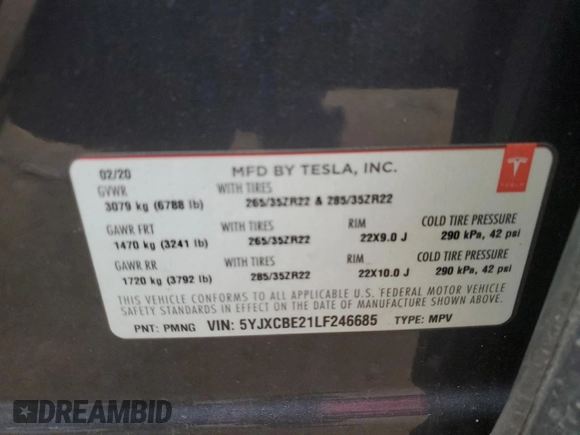 02/20 MFD BY TESLA, INC.
GVWR WITH TIRES
3079 kg (6788 lb) 265/35ZR22 & 285/35ZR22
GAWR FRT WITH TIRES RIM COLD TIRE PRESSURE
1470 kg (3241 lb) 265/35ZR22 22X9.0 J 290 kPa, 42 psi
GAWR RR WITH TIRES RIM COLD TIRE PRESSURE
1720 kg (3792 lb) 285/35ZR22 22X10.0 J 290 kPa, 42 psi
THIS VEHICLE CONFORMS TO ALL APPLICABLE U.S. FEDERAL MOTOR VEHICLE
SAFETY STANDARDS IN EFFECT ON THE DATE OF MANUFACTURE SHOWN ABOVE.
PNT: PMNG VIN: 5YJXCBE21LF246685 TYPE: MPV
TESLA
DREAMBID